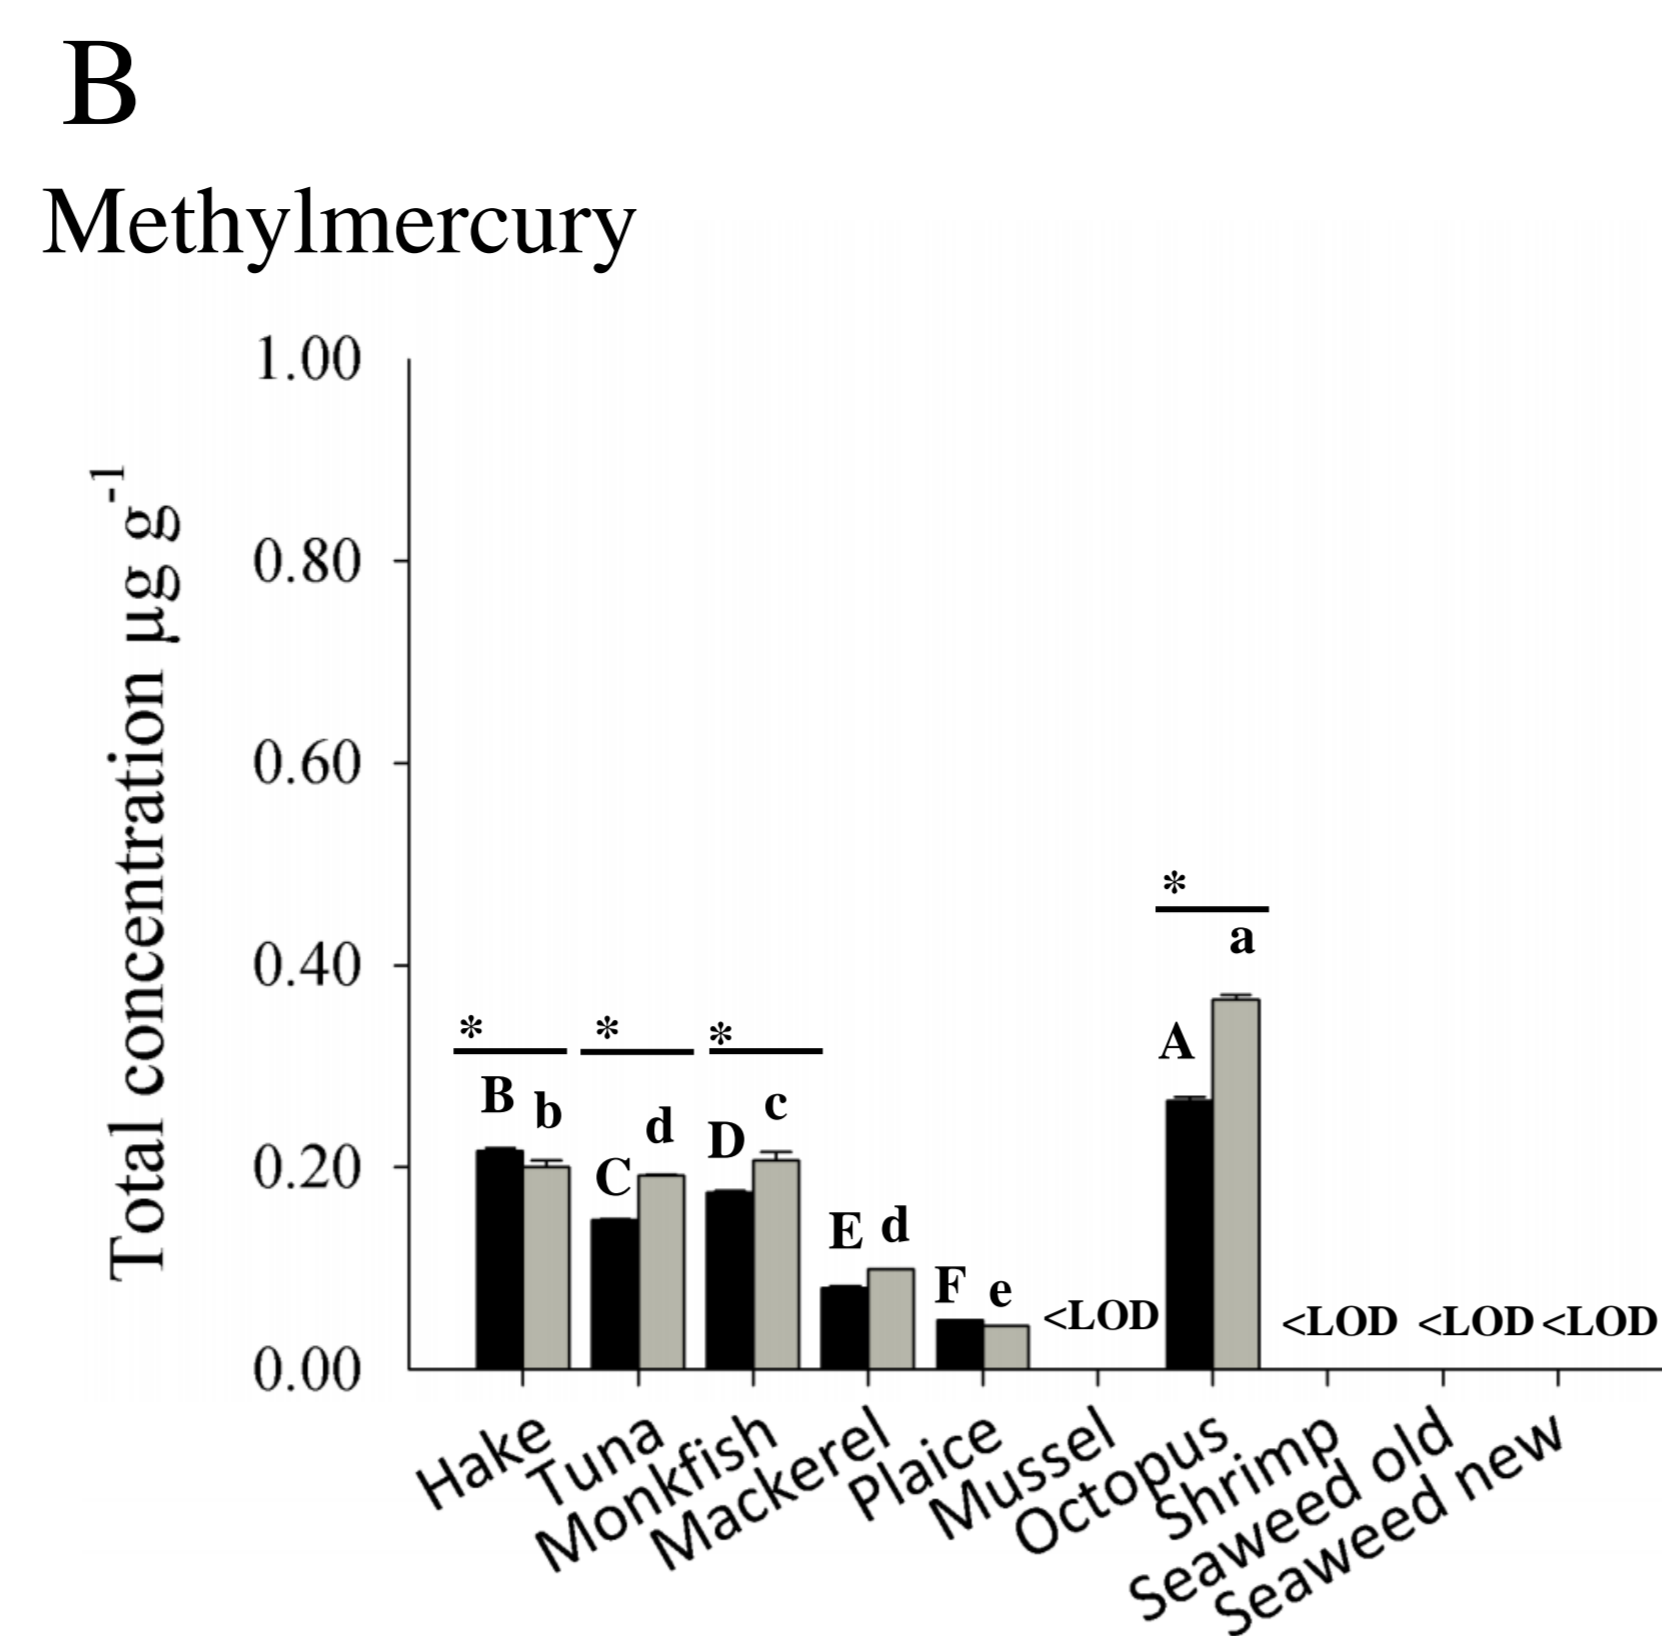 B
Methylmercury
Total concentration µg g-1
1.00
0.80
0.60
0.40
0.20
0.00
*
a
A
* * *
B b C d D c
E d F e
<LOD <LOD <LOD <LOD
Hake
Tuna
Monkfish
Mackerel
Plaice
Mussel
Octopus
Shrimp
Seaweed old
Seaweed new